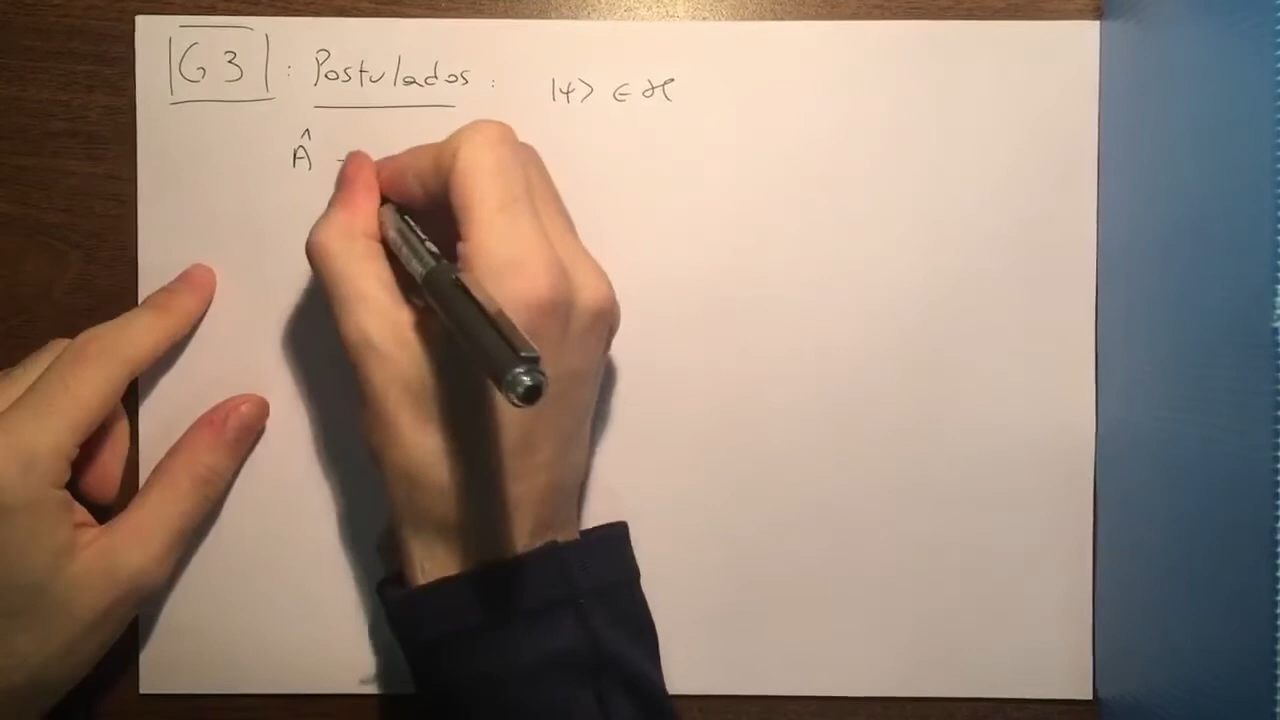 G3 : Postulados : |ψ> ∈ ℋ
Â -